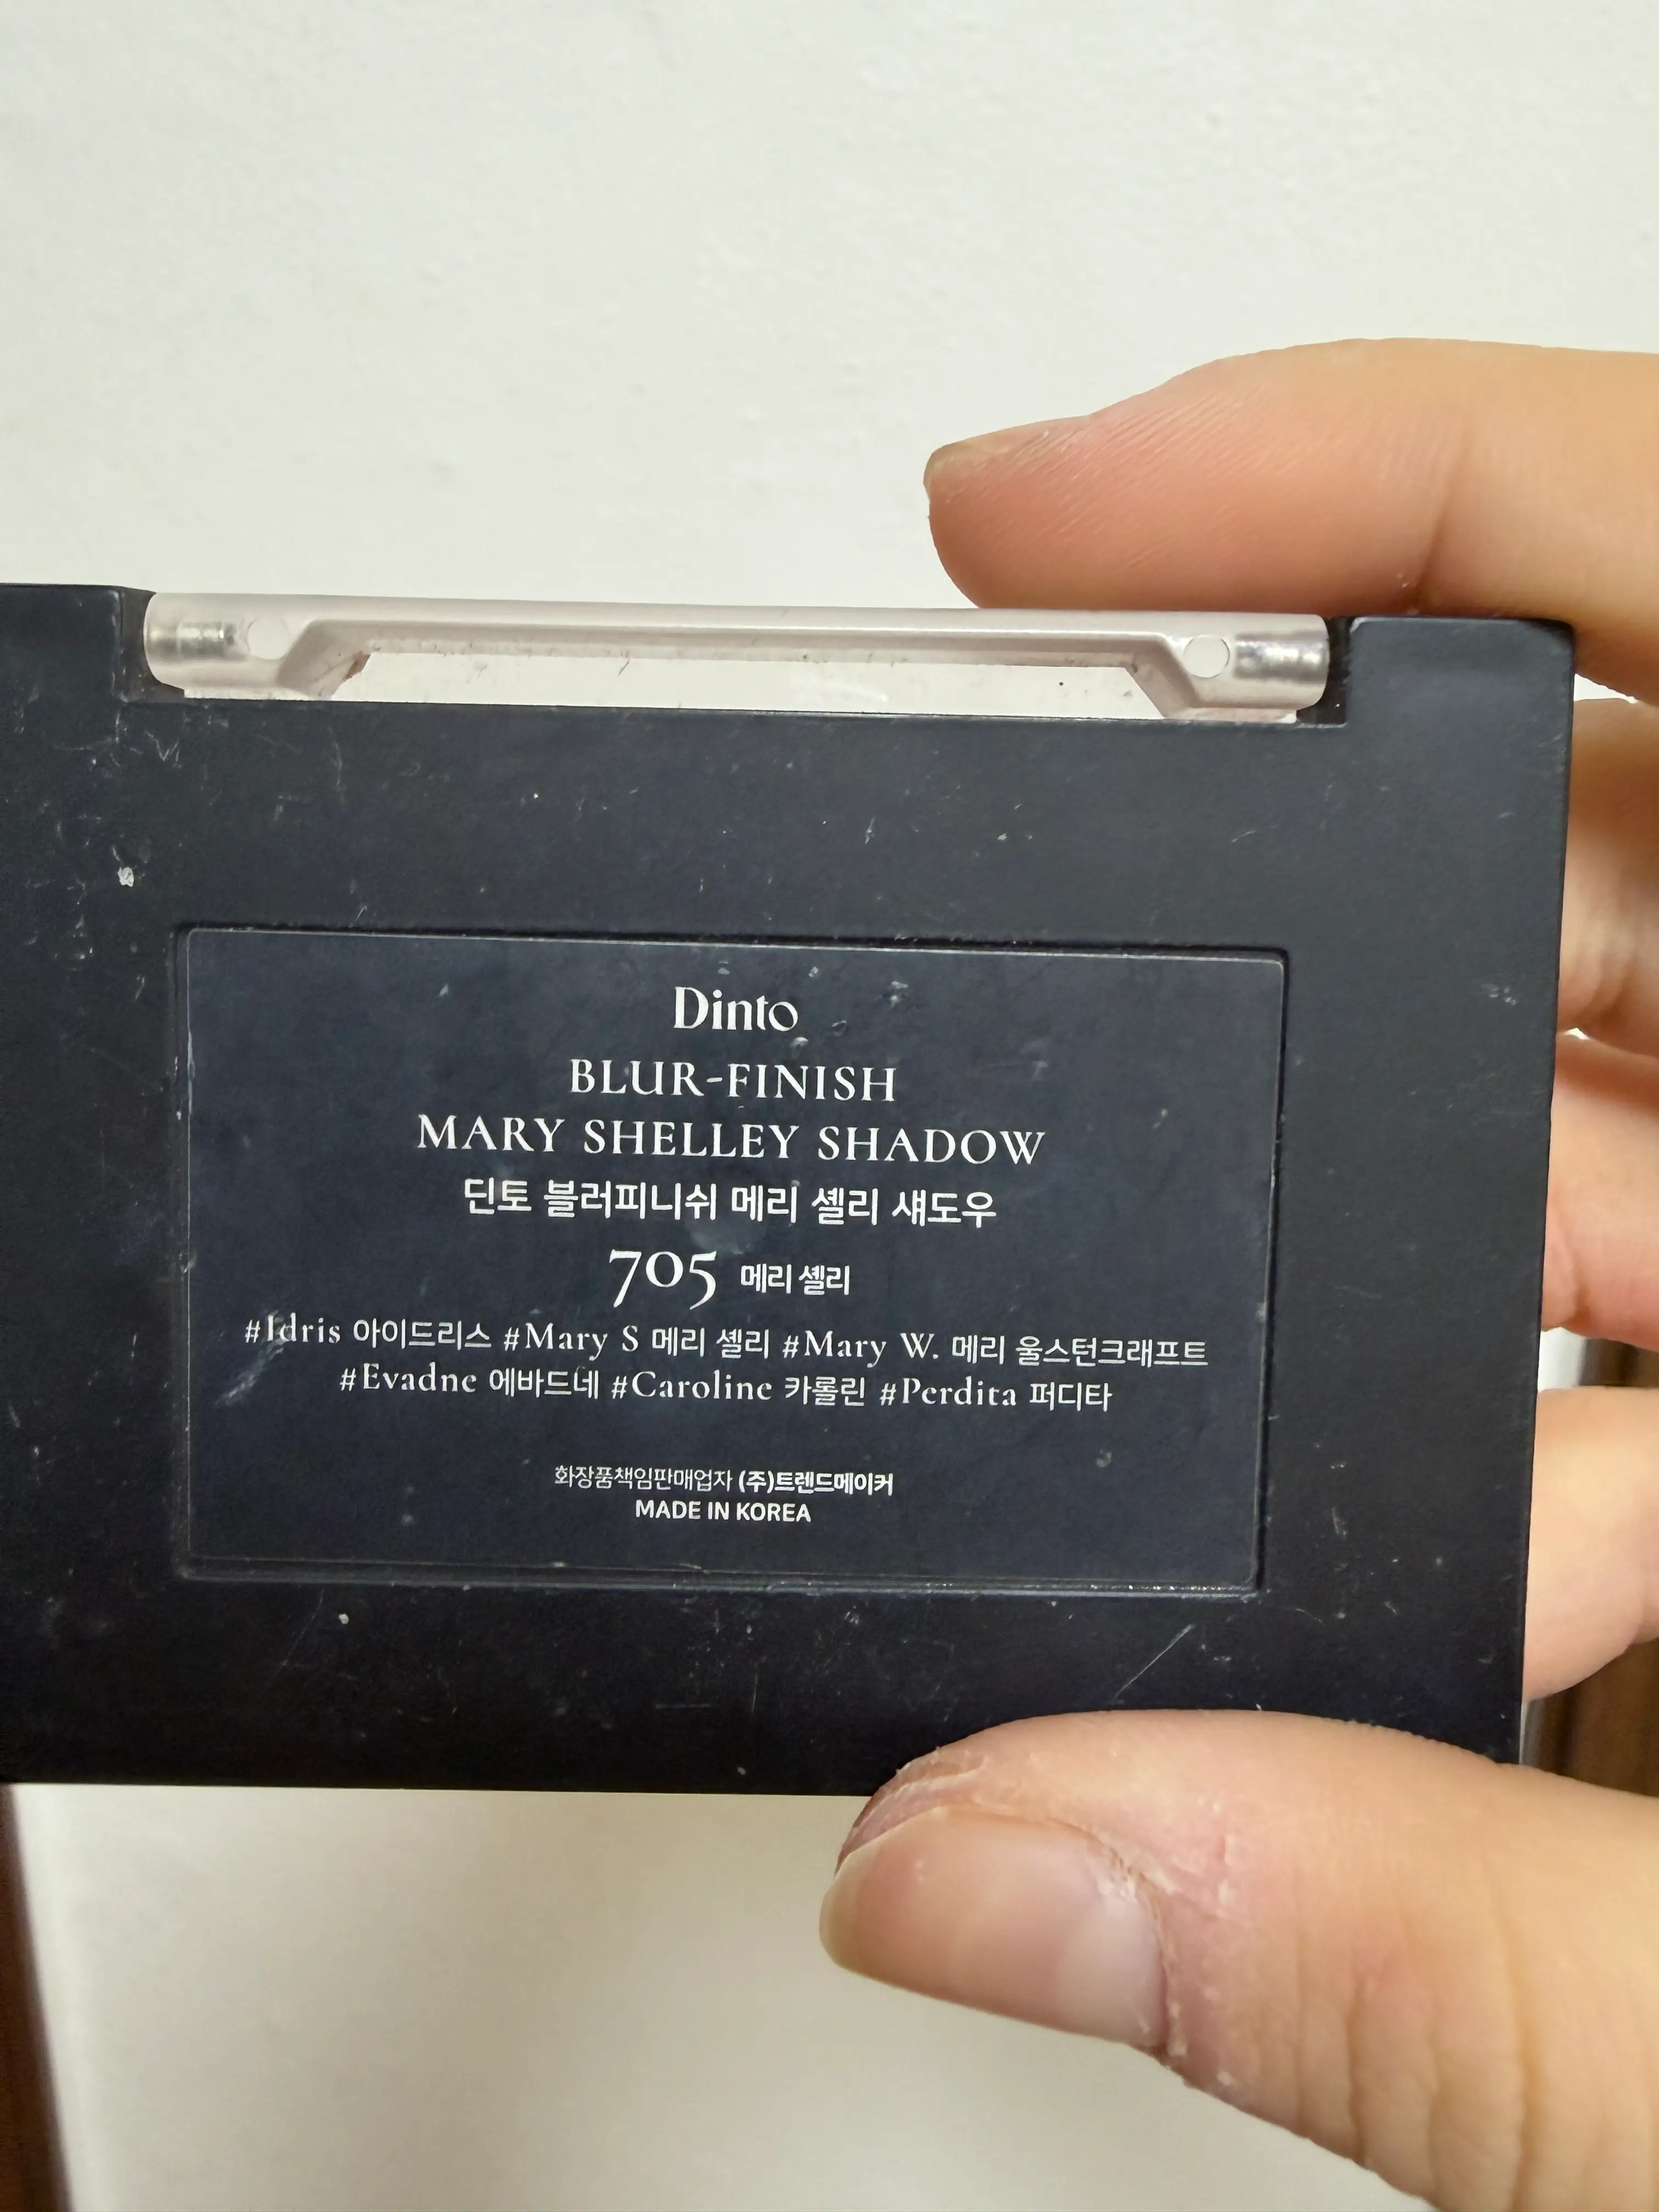 Dinto
BLUR-FINISH
MARY SHELLEY SHADOW
딘토 블러피니쉬 메리 셸리 섀도우
705 메리 셸리
#Idris 아이드리스 #Mary S 메리 셸리 #Mary W. 메리 울스턴크래프트
#Evadne 에바드네 #Caroline 카롤린 #Perdita 퍼디타
화장품책임판매업자 (주)트렌드메이커
MADE IN KOREA